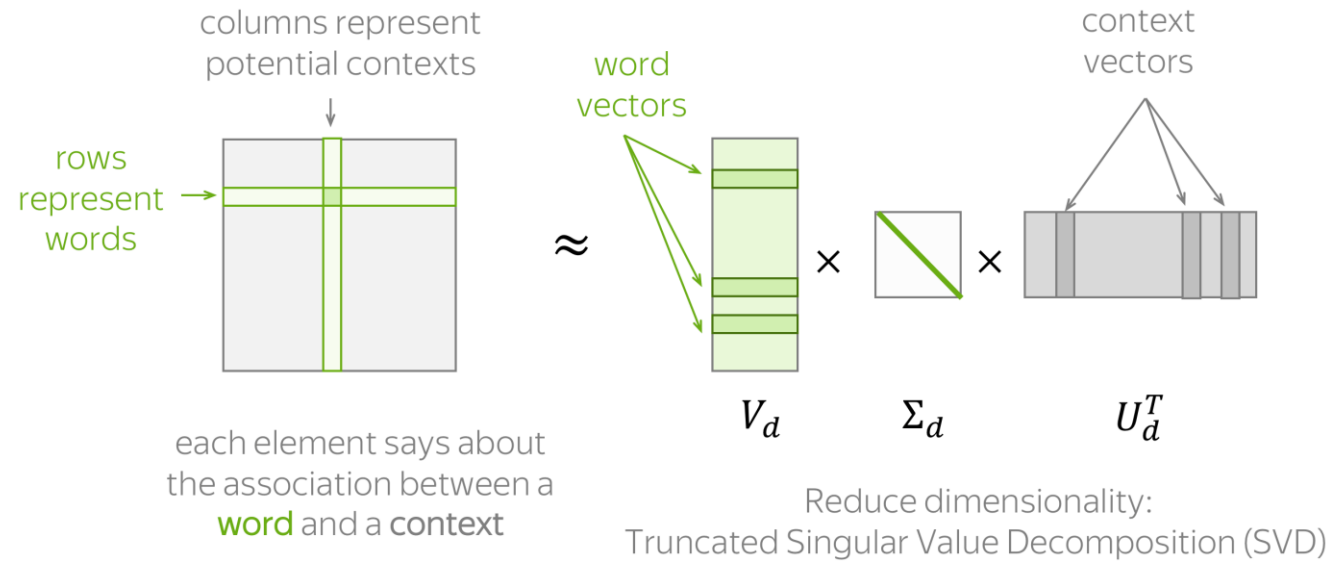 columns represent
potential contexts
rows
represent
words
each element says about
the association between a
word and a context
≈
word
vectors
×
×
context
vectors
V_d
Σ_d
U_d^T
Reduce dimensionality:
Truncated Singular Value Decomposition (SVD)